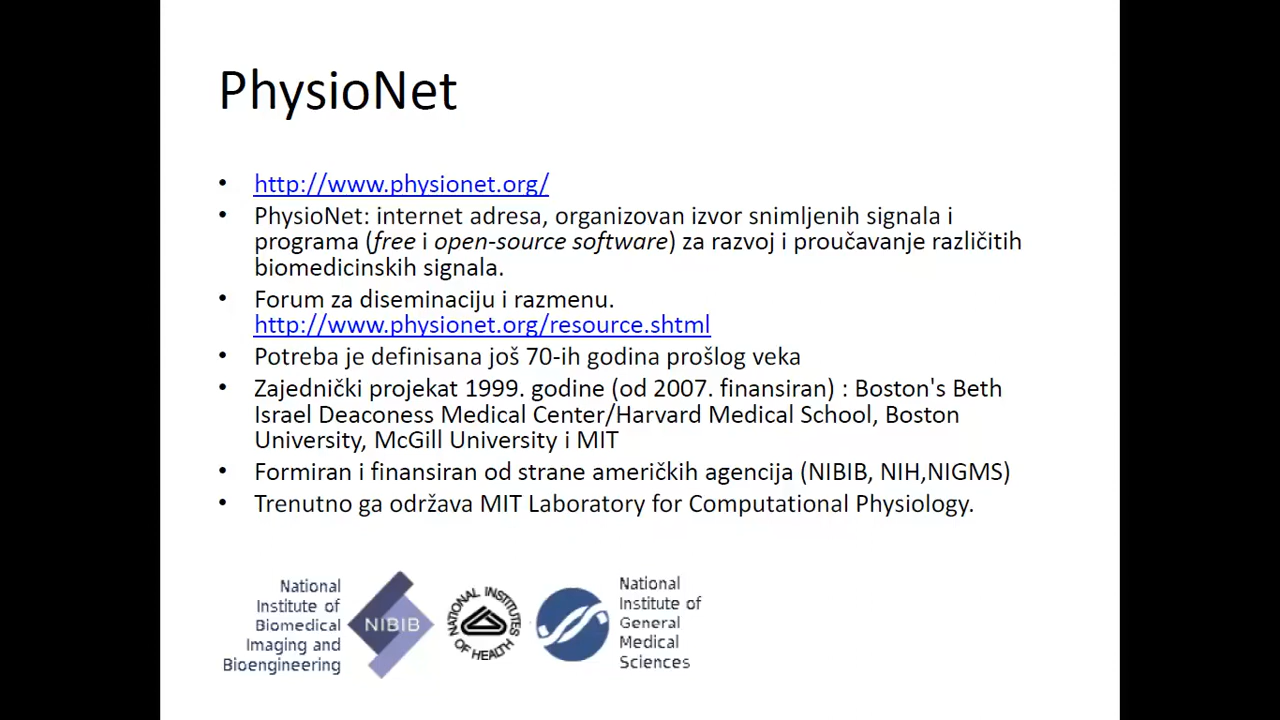 PhysioNet
• http://www.physionet.org/
• PhysioNet: internet adresa, organizovan izvor snimljenih signala i
programa (free i open-source software) za razvoj i proučavanje različitih
biomedicinskih signala.
• Forum za diseminaciju i razmenu.
http://www.physionet.org/resource.shtml
• Potreba je definisana još 70-ih godina prošlog veka
• Zajednički projekat 1999. godine (od 2007. finansiran) : Boston's Beth
Israel Deaconess Medical Center/Harvard Medical School, Boston
University, McGill University i MIT
• Formiran i finansiran od strane američkih agencija (NIBIB, NIH,NIGMS)
• Trenutno ga održava MIT Laboratory for Computational Physiology.
National
Institute of
Biomedical
Imaging and
Bioengineering
NIBIB
NATIONAL INSTITUTES
OF HEALTH
National
Institute of
General
Medical
Sciences